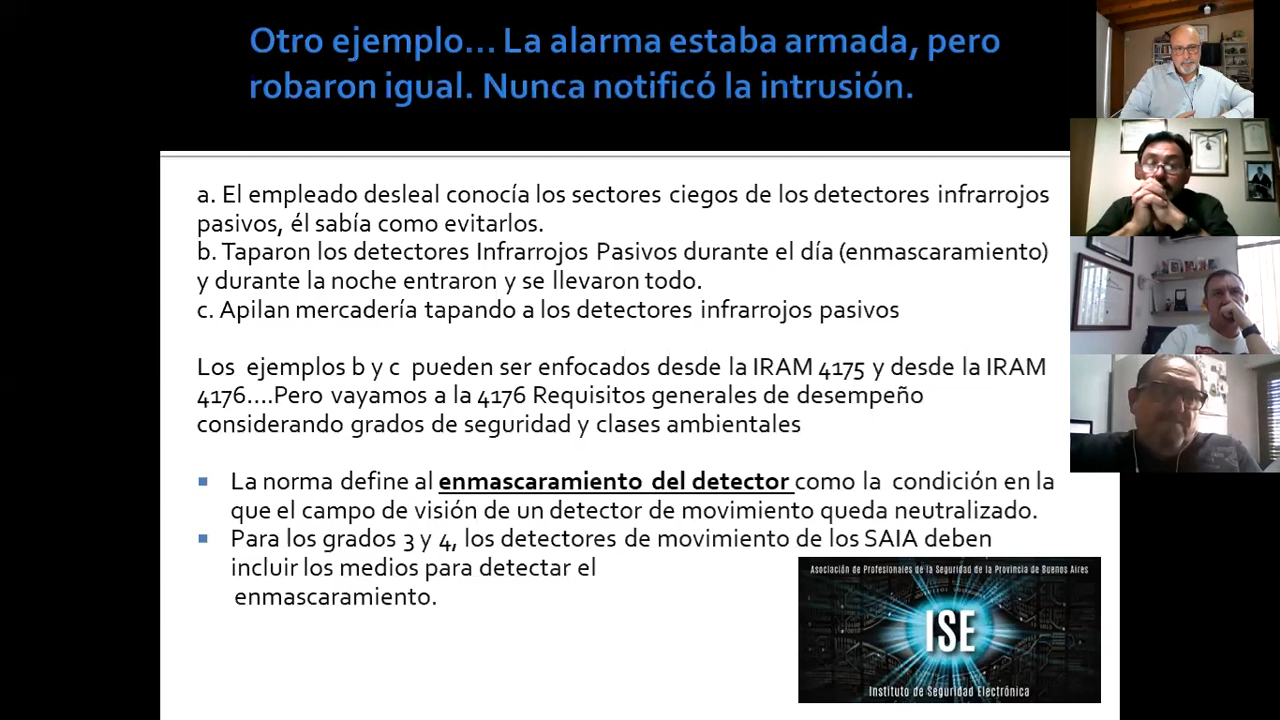 Otro ejemplo... La alarma estaba armada, pero
robaron igual. Nunca notificó la intrusión.
a. El empleado desleal conocía los sectores ciegos de los detectores infrarrojos
pasivos, él sabía como evitarlos.
b. Taparon los detectores Infrarrojos Pasivos durante el día (enmascaramiento)
y durante la noche entraron y se llevaron todo.
c. Apilan mercadería tapando a los detectores infrarrojos pasivos
Los ejemplos b y c pueden ser enfocados desde la IRAM 4175 y desde la IRAM
4176....Pero vayamos a la 4176 Requisitos generales de desempeño
considerando grados de seguridad y clases ambientales
La norma define al enmascaramiento del detector como la condición en la
que el campo de visión de un detector de movimiento queda neutralizado.
Para los grados 3 y 4, los detectores de movimiento de los SAIA deben
incluir los medios para detectar el
enmascaramiento.
Asociación de Profesionales de la Seguridad de la Provincia de Buenos Aires
ISE
Instituto de Seguridad Electrónica